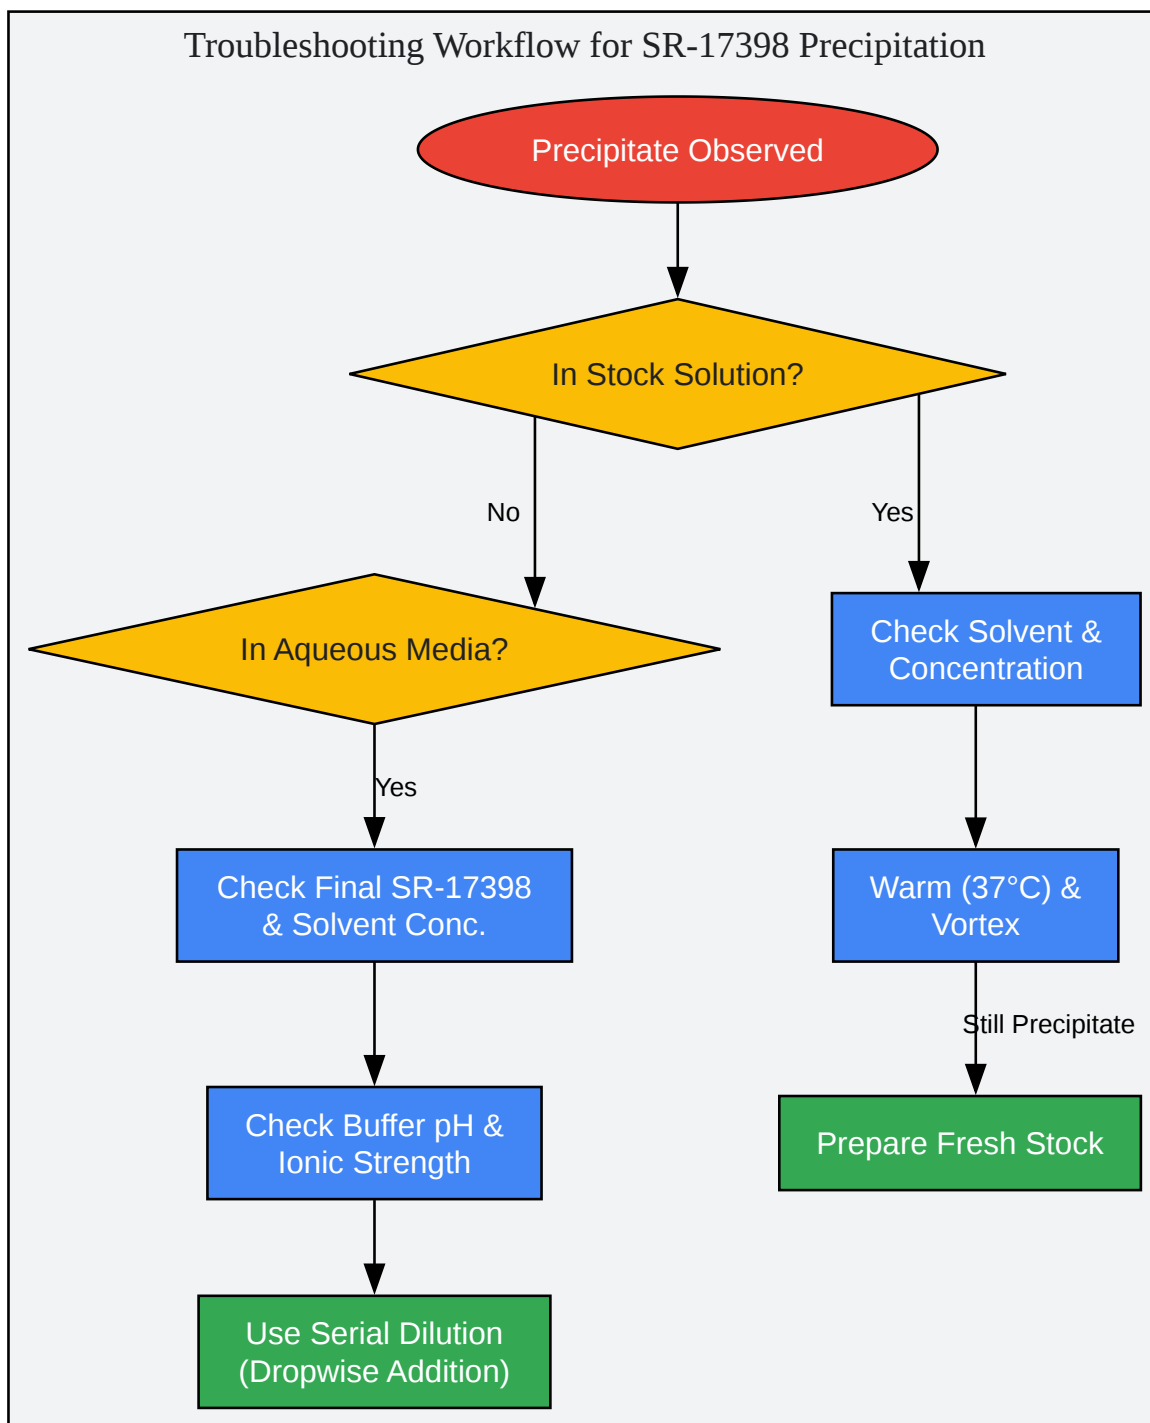 Troubleshooting Workflow for SR-17398 Precipitation
Precipitate Observed
In Stock Solution?
No
Yes
In Aqueous Media?
Check Solvent &
Concentration
Yes
Check Final SR-17398
& Solvent Conc.
Warm (37°C) &
Vortex
Still Precipitate
Check Buffer pH &
Ionic Strength
Prepare Fresh Stock
Use Serial Dilution
(Dropwise Addition)